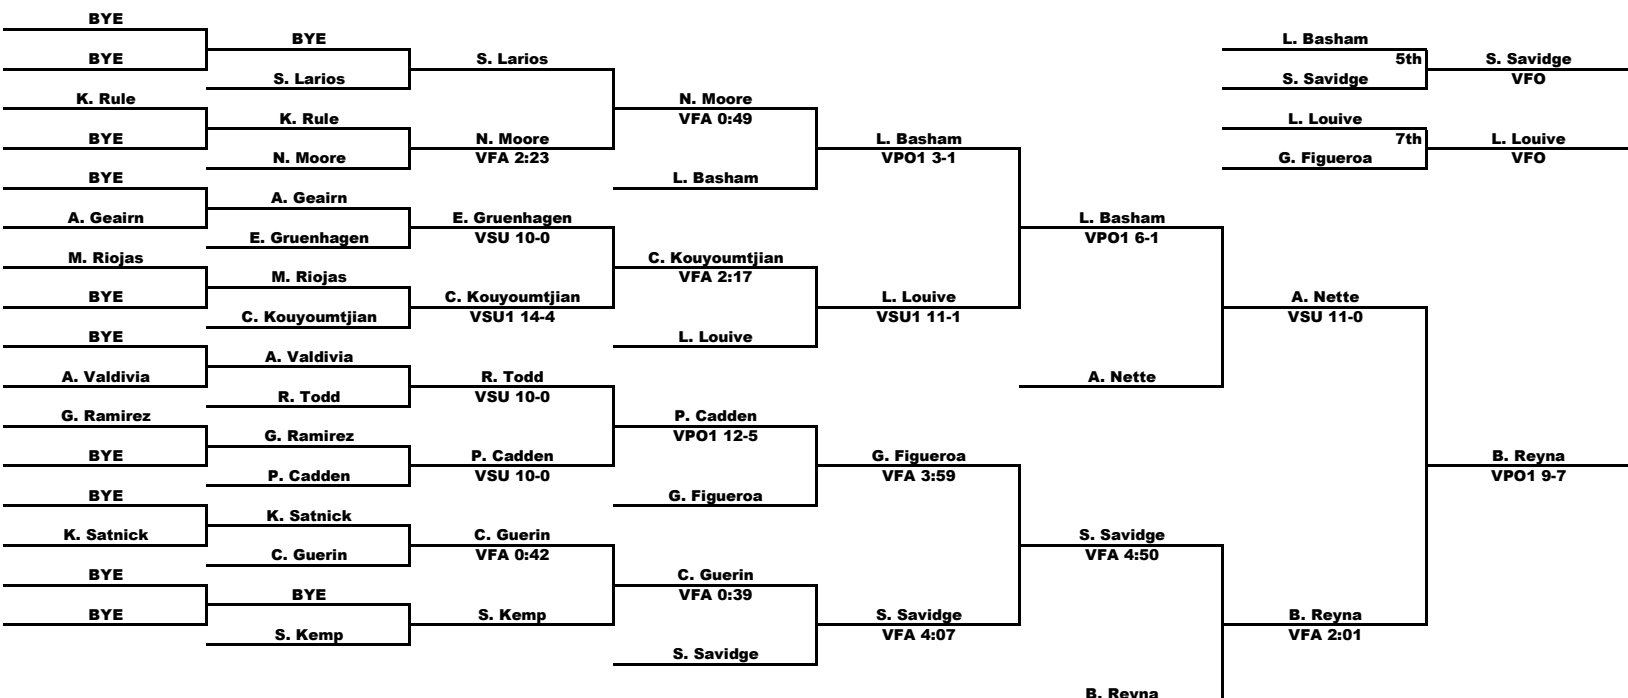 BYE
BYE
BYE
L. Basham
BYE
S. Larios
5th
S. Savidge
S. Larios
S. Savidge
VFO
K. Rule
N. Moore
K. Rule
VFA 0:49
L. Louive
BYE
N. Moore
L. Basham
7th
L. Louive
N. Moore
VFA 2:23
VPO1 3-1
G. Figueroa
VFO
BYE
L. Basham
A. Geairn
A. Geairn
E. Gruenhagen
L. Basham
E. Gruenhagen
VSU 10-0
VPO1 6-1
M. Riojas
C. Kouyoumtjian
M. Riojas
VFA 2:17
BYE
C. Kouyoumtjian
L. Louive
A. Nette
C. Kouyoumtjian
VSU1 14-4
VSU1 11-1
VSU 11-0
BYE
L. Louive
A. Valdivia
A. Valdivia
R. Todd
A. Nette
R. Todd
VSU 10-0
G. Ramirez
P. Cadden
G. Ramirez
VPO1 12-5
BYE
P. Cadden
G. Figueroa
B. Reyna
P. Cadden
VSU 10-0
VFA 3:59
VPO1 9-7
BYE
G. Figueroa
K. Satnick
K. Satnick
C. Guerin
S. Savidge
C. Guerin
VFA 0:42
VFA 4:50
BYE
C. Guerin
BYE
VFA 0:39
BYE
S. Kemp
S. Savidge
B. Reyna
S. Kemp
VFA 4:07
VFA 2:01
S. Savidge
B. Reyna